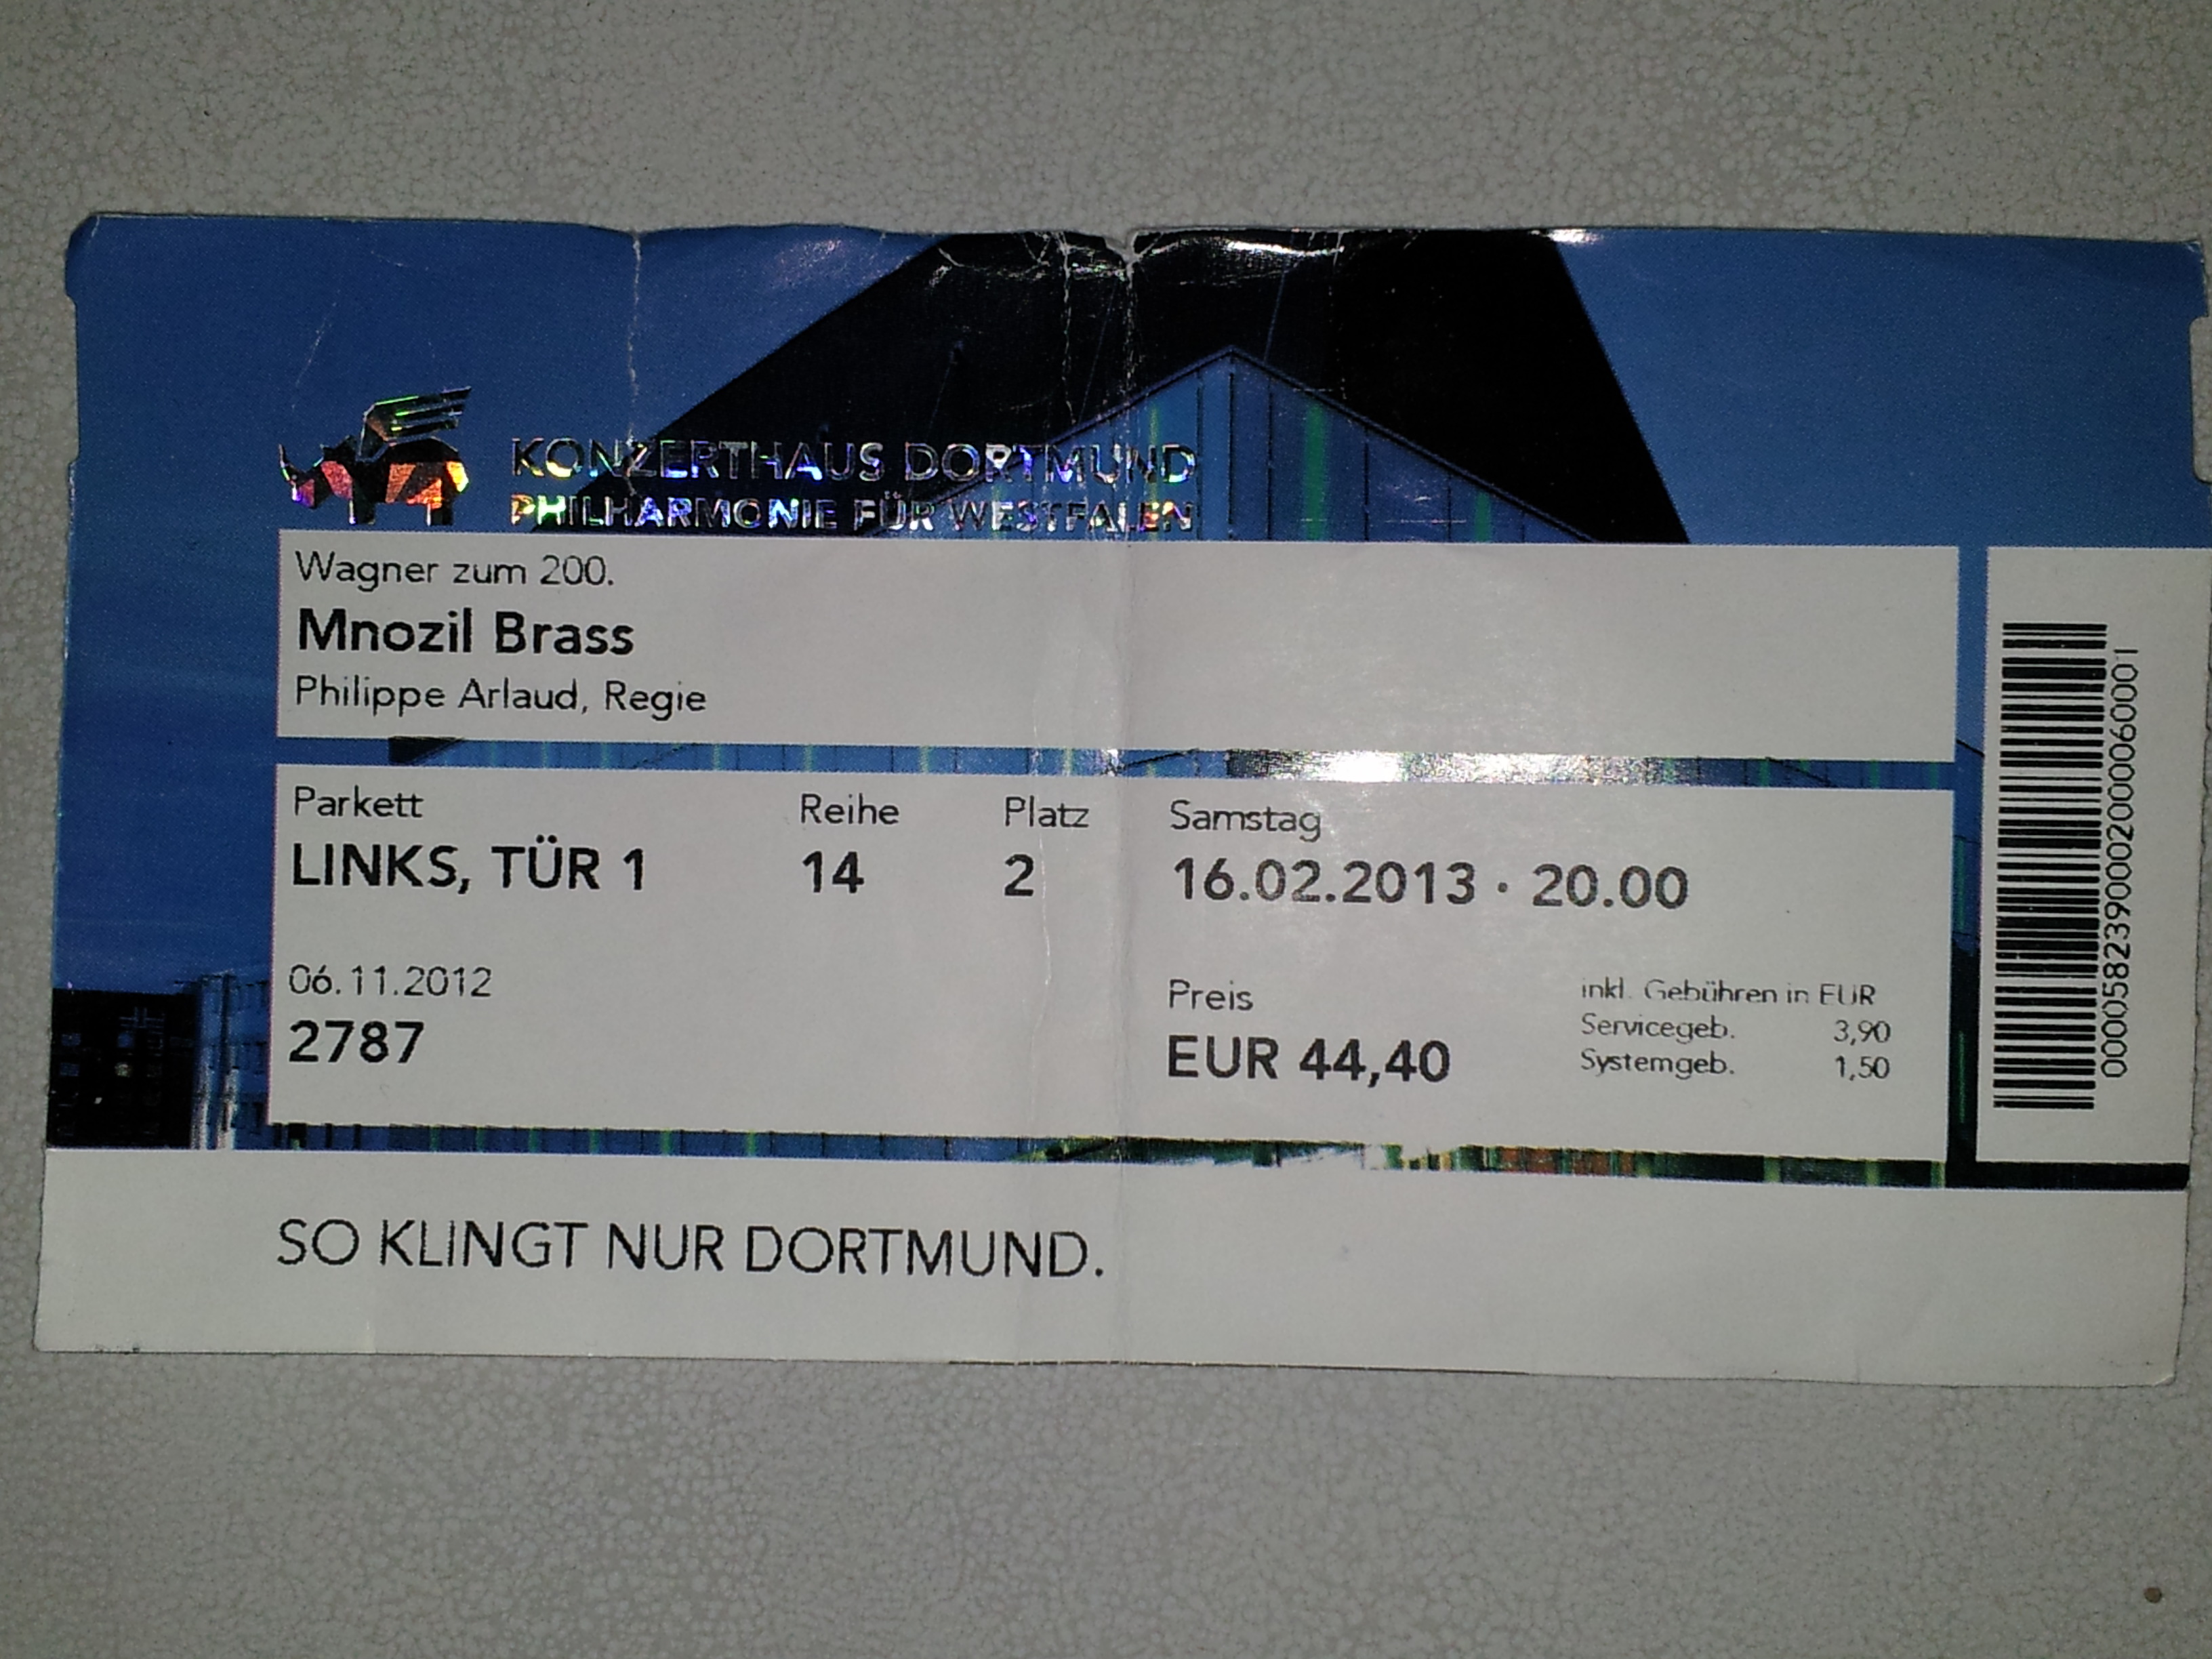 KONZERTHAUS DORTMUND
PHILHARMONIE FÜR WESTFALEN
Wagner zum 200.
Mnozil Brass
Philippe Arlaud, Regie
Parkett Reihe Platz Samstag
LINKS, TÜR 1 14 2 16.02.2013 · 20.00
06.11.2012 Preis inkl. Gebühren in EUR
2787 EUR 44,40 Servicegeb. 3,90
Systemgeb. 1,50
SO KLINGT NUR DORTMUND.
0000582390002000060001